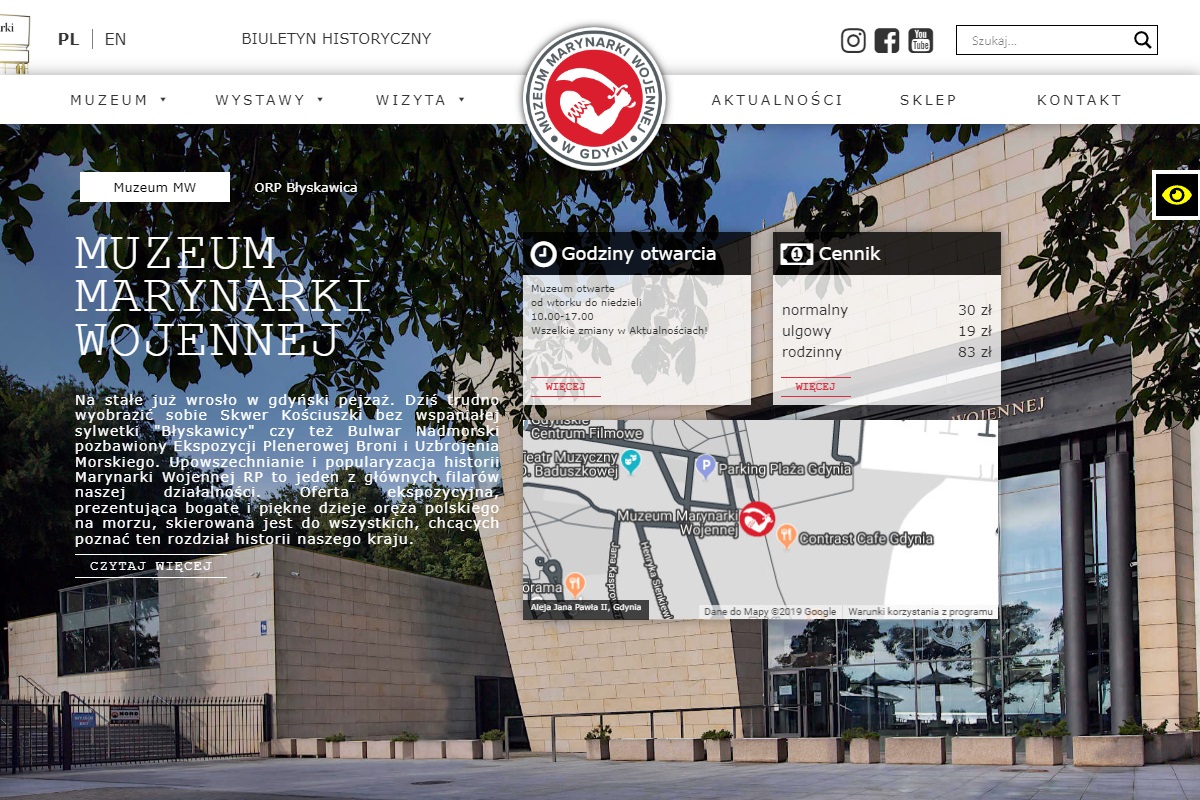 rki
PL
EN
BIULETYN HISTORYCZNY
You
Tube
Szukaj...
MUZEUM
WYSTAWY
WIZYTA
MUZEUM MARYNARKI WOJENNEJ
• W GDYNI •
AKTUALNOŚCI
SKLEP
KONTAKT
Muzeum MW
ORP Błyskawica
MUZEUM
MARYNARKI
WOJENNEJ
Na stałe już wrosło w gdyński pejzaż. Dziś trudno
wyobrazić sobie Skwer Kościuszki bez wspaniałej
sylwetki "Błyskawicy" czy też Bulwar Nadmorski
pozbawiony Ekspozycji Plenerowej Broni i Uzbrojenia
Morskiego. Upowszechnianie i popularyzacja historii
Marynarki Wojennej RP to jeden z głównych filarów
naszej działalności. Oferta ekspozycyjna,
prezentująca bogate i piękne dzieje oręża polskiego
na morzu, skierowana jest do wszystkich, chcących
poznać ten rozdział historii naszego kraju.
CZYTAJ WIĘCEJ
Godziny otwarcia
Muzeum otwarte
od wtorku do niedzieli
10.00-17.00
Wszelkie zmiany w Aktualnościach!
WIĘCEJ
1
Cennik
normalny 30 zł
ulgowy 19 zł
rodzinny 83 zł
WIĘCEJ
WOJENNEJ
Gdyńskie
Centrum Filmowe
Teatr Muzyczny
D. Baduszkowej
P
Parking Plaża Gdynia
Muzeum Marynarki
Wojennej
Contrast Cafe Gdynia
Jana Kaspro
Henryka Sienkiew
orama
Aleja Jana Pawła II, Gdynia
Dane do Mapy ©2019 Google
Warunki korzystania z programu